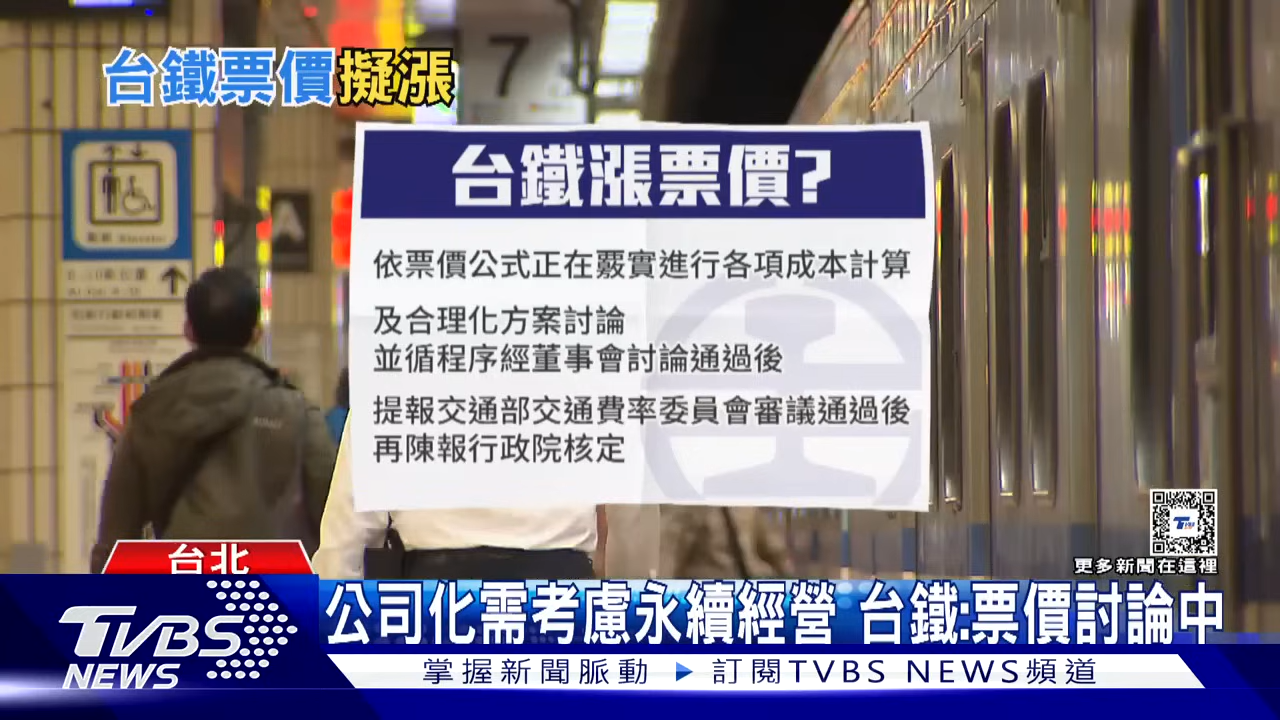 台鐵票價擬漲
7
台鐵漲票價?
依票價公式正在覈實進行各項成本計算
及合理化方案討論
並循程序經董事會討論通過後
提報交通部交通費率委員會審議通過後
再陳報行政院核定
A
Elevator
TVBS
更多新聞在這裡
台北
公司化需考慮永續經營 台鐵:票價討論中
TVBS NEWS
掌握新聞脈動 ▶ 訂閱TVBS NEWS頻道